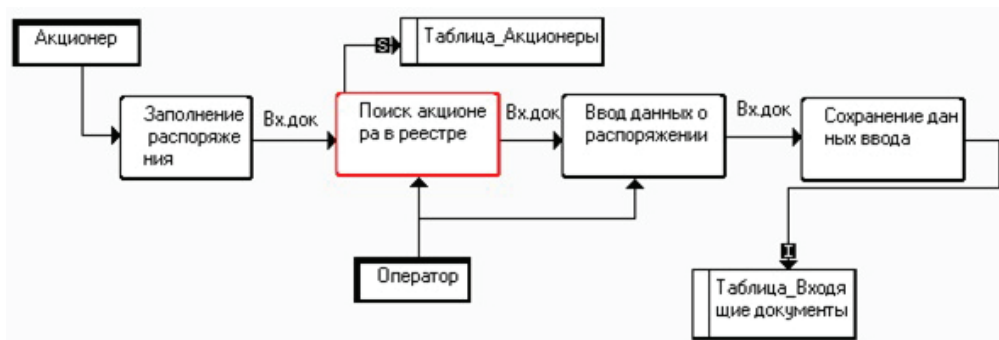 Акционер
S
Таблица_Акционеры
Заполнение
распоряже
ния
Вх.док
Поиск акционе
ра в реестре
Вх.док
Ввод данных о
распоряжении
Вх.док
Сохранение дан
ных ввода
Оператор
I
Таблица_Входя
щие документы